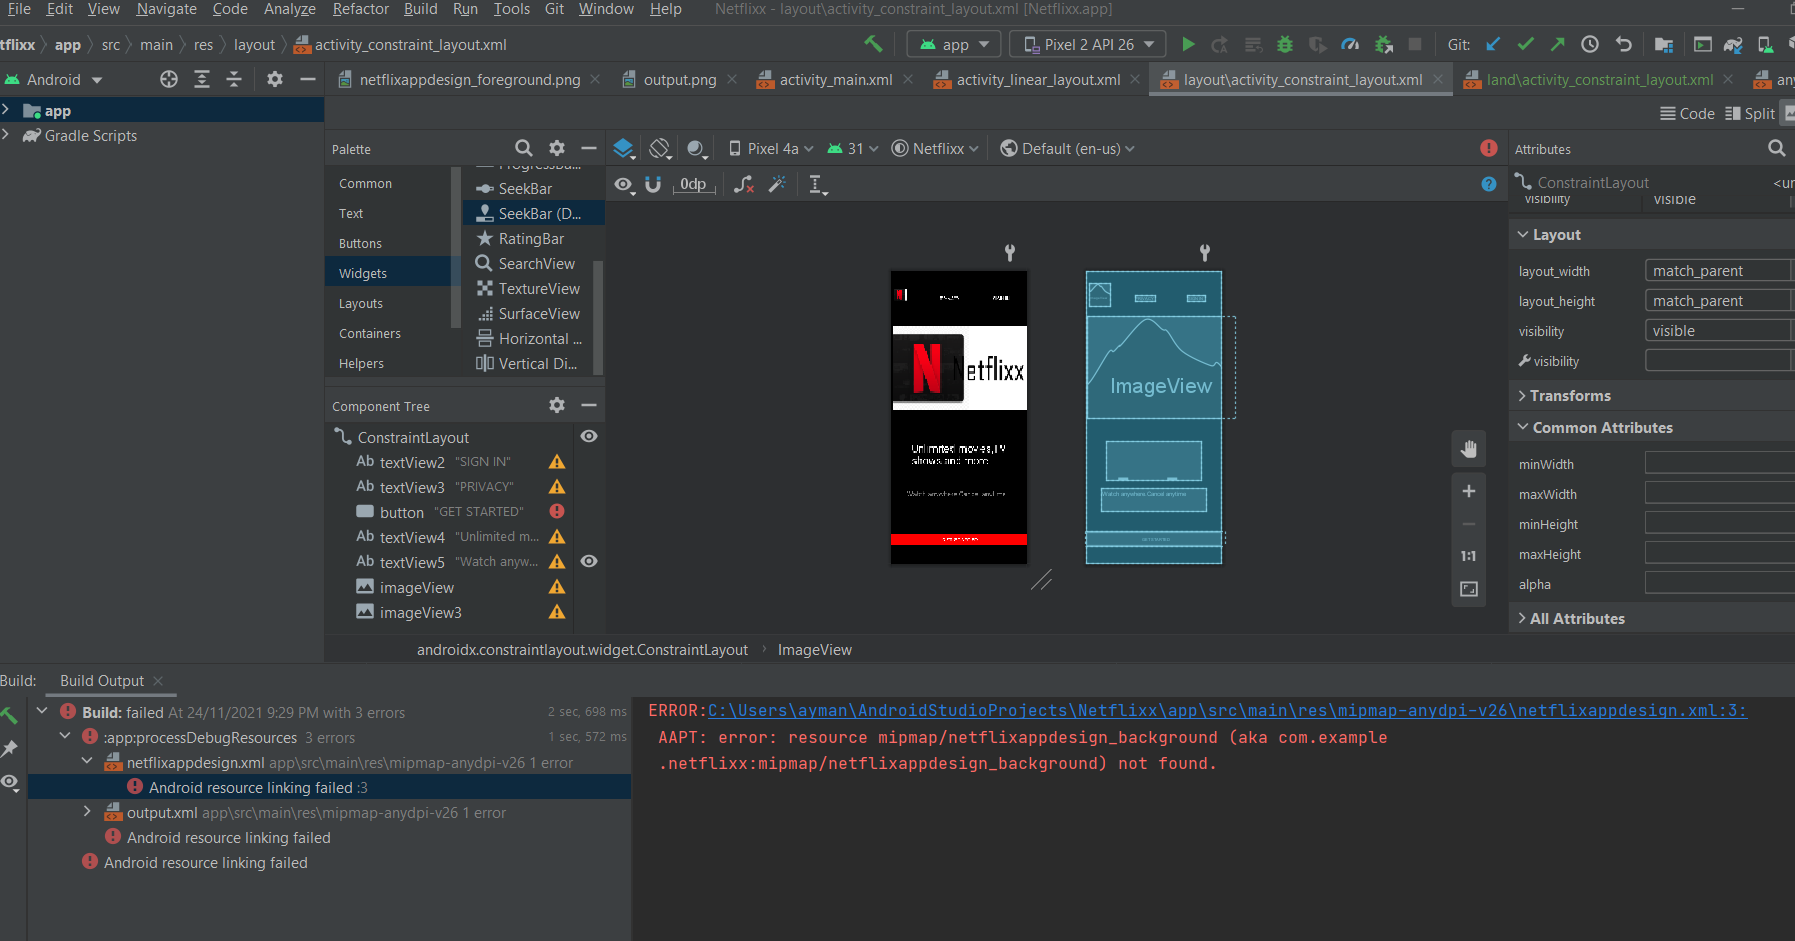 File Edit View Navigate Code Analyze Refactor Build Run Tools Git Window Help Netflixx - layout\activity_constraint_layout.xml [Netflixx.app]
tflixx app src main res layout activity_constraint_layout.xml app Pixel 2 API 26 Git:
Android netflixappdesign_foreground.png output.png activity_main.xml activity_linear_layout.xml layout\activity_constraint_layout.xml land\activity_constraint_layout.xml any
app
Gradle Scripts
Code Split
Palette
Common
Text
Buttons
Widgets
Layouts
Containers
Helpers
ProgressBa...
SeekBar
SeekBar (D...
RatingBar
SearchView
TextureView
SurfaceView
Horizontal ...
Vertical Di...
Pixel 4a 31 Netflixx Default (en-us)
0dp
N Netflixx
Unlimited movies,TV
shows and more
Watch anywhere.Cancel anytime
ImageView
Watch anywhere.Cancel anytime
1:1
Component Tree
ConstraintLayout
Ab textView2 "SIGN IN"
Ab textView3 "PRIVACY"
button "GET STARTED"
Ab textView4 "Unlimited m...
Ab textView5 "Watch anyw...
imageView
imageView3
androidx.constraintlayout.widget.ConstraintLayout ImageView
Attributes
ConstraintLayout <ur
visibility visible
Layout
layout_width match_parent
layout_height match_parent
visibility visible
visibility
Transforms
Common Attributes
minWidth
maxWidth
minHeight
maxHeight
alpha
All Attributes
Build: Build Output
Build: failed At 24/11/2021 9:29 PM with 3 errors 2 sec, 698 ms
:app:processDebugResources 3 errors 1 sec, 572 ms
netflixappdesign.xml app\src\main\res\mipmap-anydpi-v26 1 error
Android resource linking failed :3
output.xml app\src\main\res\mipmap-anydpi-v26 1 error
Android resource linking failed
Android resource linking failed
ERROR:C:\Users\ayman\AndroidStudioProjects\Netflixx\app\src\main\res\mipmap-anydpi-v26\netflixappdesign.xml:3:
AAPT: error: resource mipmap/netflixappdesign_background (aka com.example
.netflixx:mipmap/netflixappdesign_background) not found.